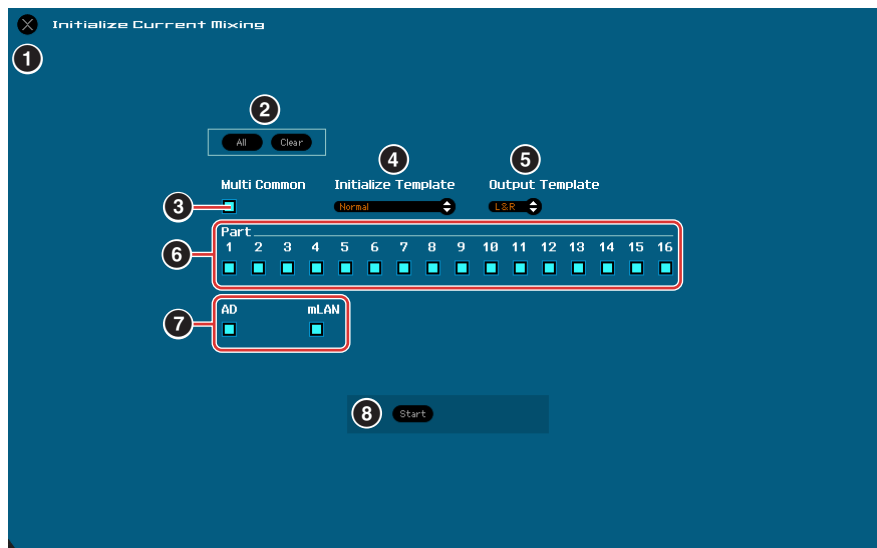 Initialize Current Mixing
1
2
All Clear
4 5
Multi Common Initialize Template Output Template
3 Normal L&R
Part
6 1 2 3 4 5 6 7 8 9 10 11 12 13 14 15 16
AD mLAN
7
8 Start